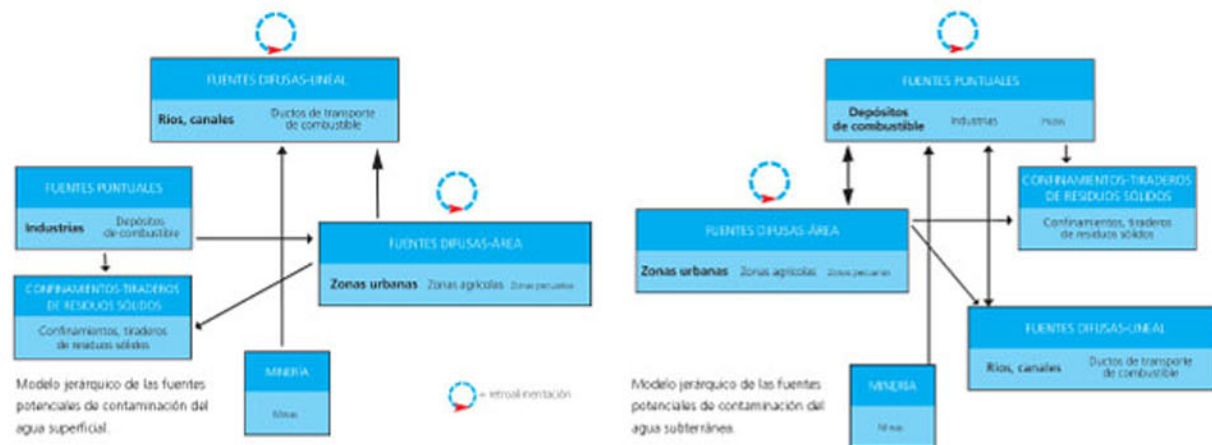 FUENTES DIFUSAS-LINEAL
Ríos, canales
Ductos de transporte
de combustible
FUENTES PUNTUALES
Industrias
Depósitos
de combustible
CONFINAMIENTOS-TIRADEROS
DE RESIDUOS SÓLIDOS
Confinamientos, tiraderos
de residuos sólidos
FUENTES DIFUSAS-ÁREA
Zonas urbanas Zonas agrícolas Zonas pecuarias
MINERÍA
Minas
Modelo jerárquico de las fuentes
potenciales de contaminación del
agua superficial.
= retroalimentación
FUENTES PUNTUALES
Depósitos
de combustible
Industrias
Pozos
CONFINAMIENTOS-TIRADEROS
DE RESIDUOS SÓLIDOS
Confinamientos, tiraderos
de residuos sólidos
FUENTES DIFUSAS-ÁREA
Zonas urbanas Zonas agrícolas Zonas pecuarias
FUENTES DIFUSAS-LINEAL
Ríos, canales
Ductos de transporte
de combustible
MINERÍA
Minas
Modelo jerárquico de las fuentes
potenciales de contaminación del
agua subterránea.